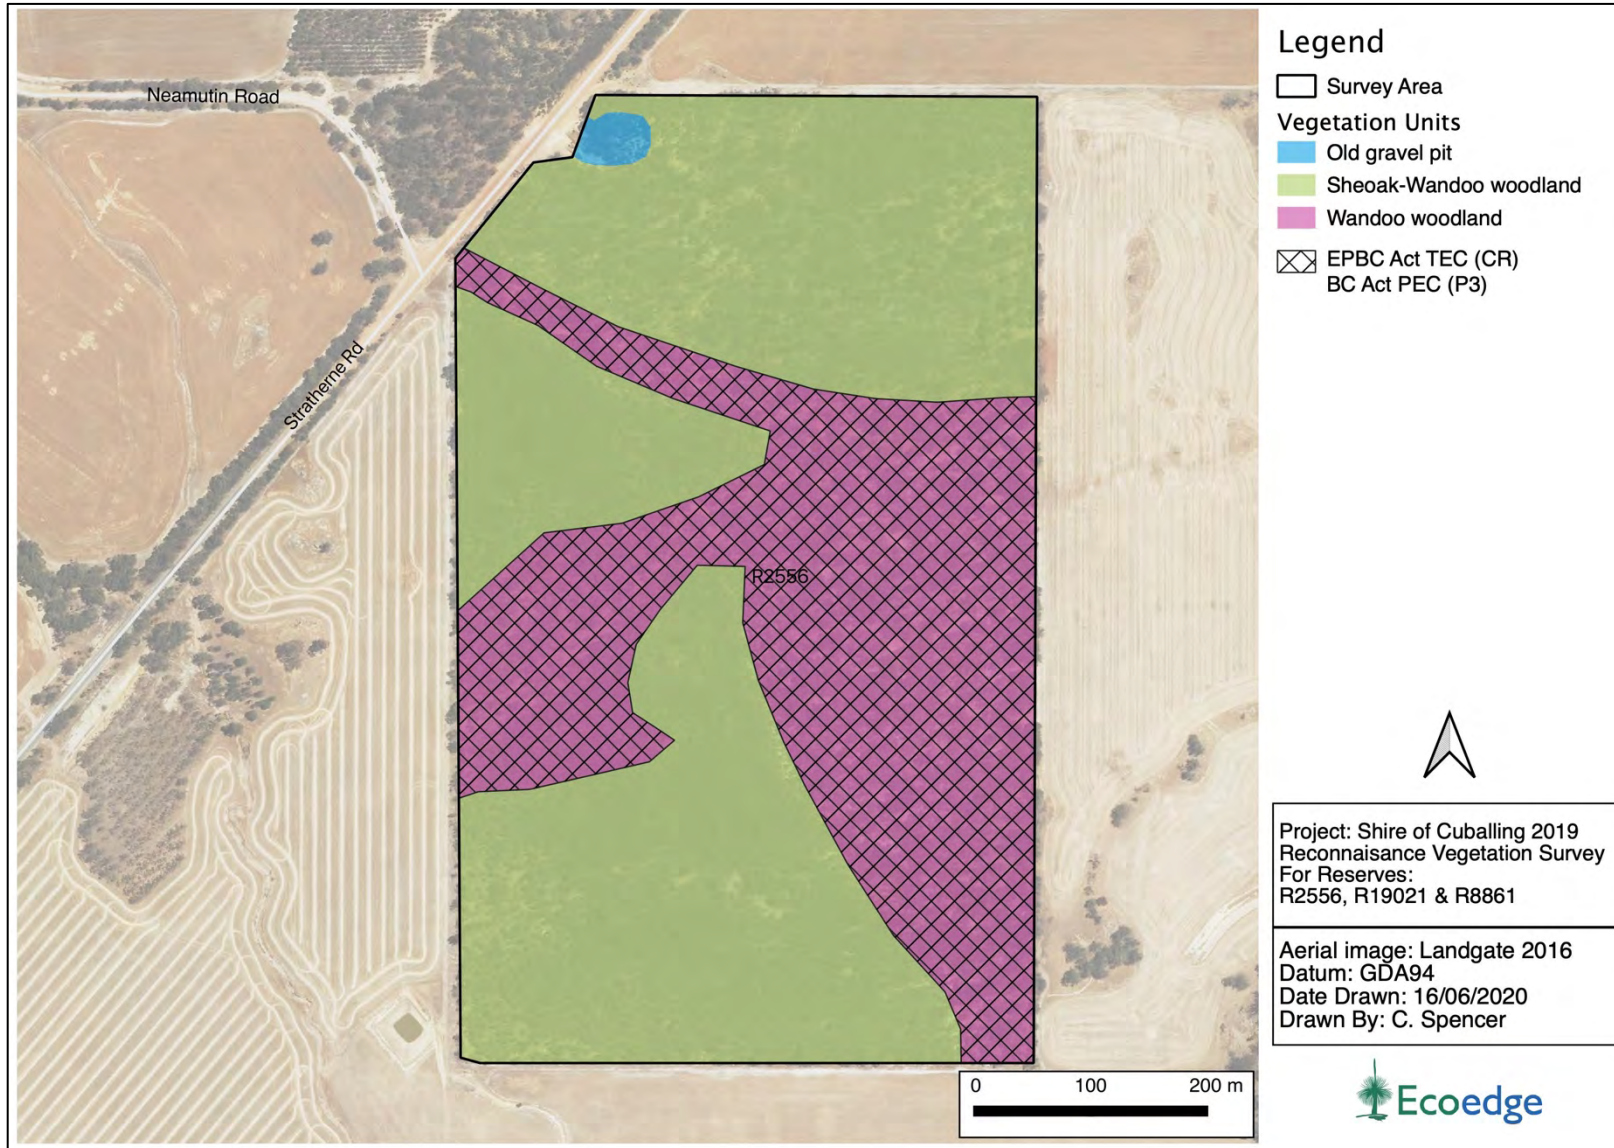 Neamutin Road
Stratherne Rd
R2556
Legend
Survey Area
Vegetation Units
Old gravel pit
Sheoak-Wandoo woodland
Wandoo woodland
EPBC Act TEC (CR)
BC Act PEC (P3)
Project: Shire of Cuballing 2019
Reconnaisance Vegetation Survey
For Reserves:
R2556, R19021 & R8861
Aerial image: Landgate 2016
Datum: GDA94
Date Drawn: 16/06/2020
Drawn By: C. Spencer
0 100 200 m
Ecoedge